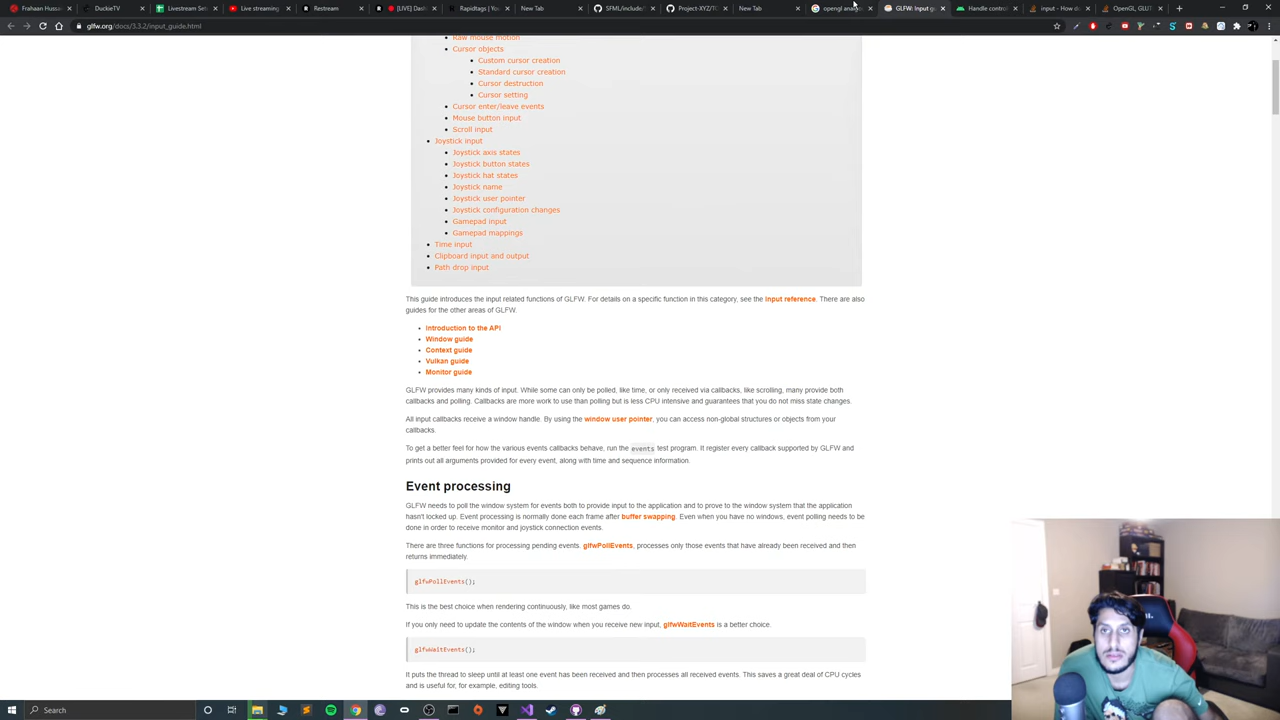 Frahaan Hussain
DuckieTV
Livestream Sete
Live streaming
Restream
[LIVE] Dash
Rapidtags | Yo
New Tab
SFML/include/S
Project-XYZ/TO
New Tab
opengl analog
GLFW: Input gu
Handle control
input - How do
OpenGL, GLUT
glfw.org/docs/3.3.2/input_guide.html
Raw mouse motion
Cursor objects
Custom cursor creation
Standard cursor creation
Cursor destruction
Cursor setting
Cursor enter/leave events
Mouse button input
Scroll input
Joystick input
Joystick axis states
Joystick button states
Joystick hat states
Joystick name
Joystick user pointer
Joystick configuration changes
Gamepad input
Gamepad mappings
Time input
Clipboard input and output
Path drop input
This guide introduces the input related functions of GLFW. For details on a specific function in this category, see the Input reference. There are also
guides for the other areas of GLFW.
Introduction to the API
Window guide
Context guide
Vulkan guide
Monitor guide
GLFW provides many kinds of input. While some can only be polled, like time, or only received via callbacks, like scrolling, many provide both
callbacks and polling. Callbacks are more work to use than polling but is less CPU intensive and guarantees that you do not miss state changes.
All input callbacks receive a window handle. By using the window user pointer, you can access non-global structures or objects from your
callbacks.
To get a better feel for how the various events callbacks behave, run the events test program. It register every callback supported by GLFW and
prints out all arguments provided for every event, along with time and sequence information.
Event processing
GLFW needs to poll the window system for events both to provide input to the application and to prove to the window system that the application
hasn't locked up. Event processing is normally done each frame after buffer swapping. Even when you have no windows, event polling needs to be
done in order to receive monitor and joystick connection events.
There are three functions for processing pending events. glfwPollEvents, processes only those events that have already been received and then
returns immediately.
glfwPollEvents();
This is the best choice when rendering continuously, like most games do.
If you only need to update the contents of the window when you receive new input, glfwWaitEvents is a better choice.
glfwWaitEvents();
It puts the thread to sleep until at least one event has been received and then processes all received events. This saves a great deal of CPU cycles
and is useful for, for example, editing tools.
Search